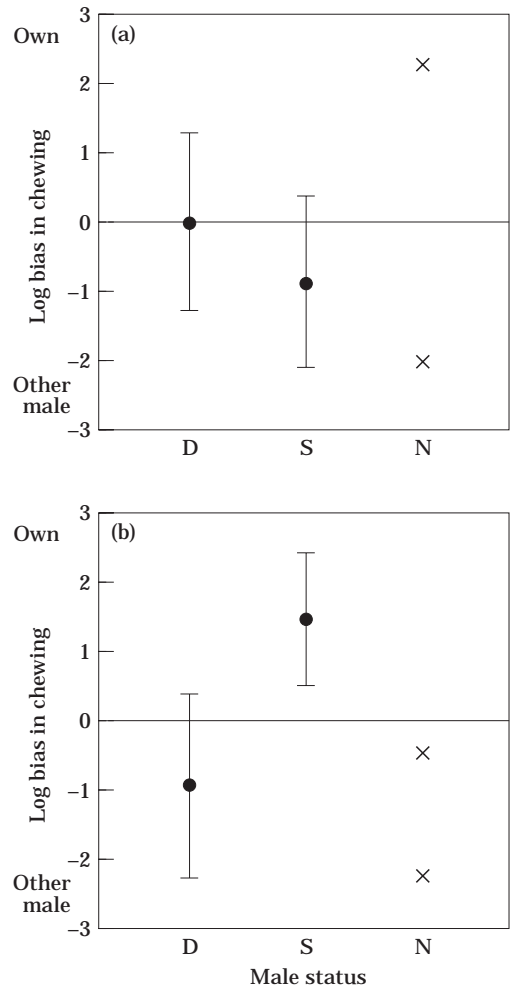 Own
3
(a)
2
1
0
–1
–2
Other
male
–3
Log bias in chewing
D S N
Own
3
(b)
2
1
0
–1
–2
Other
male
–3
Log bias in chewing
D S N
Male status